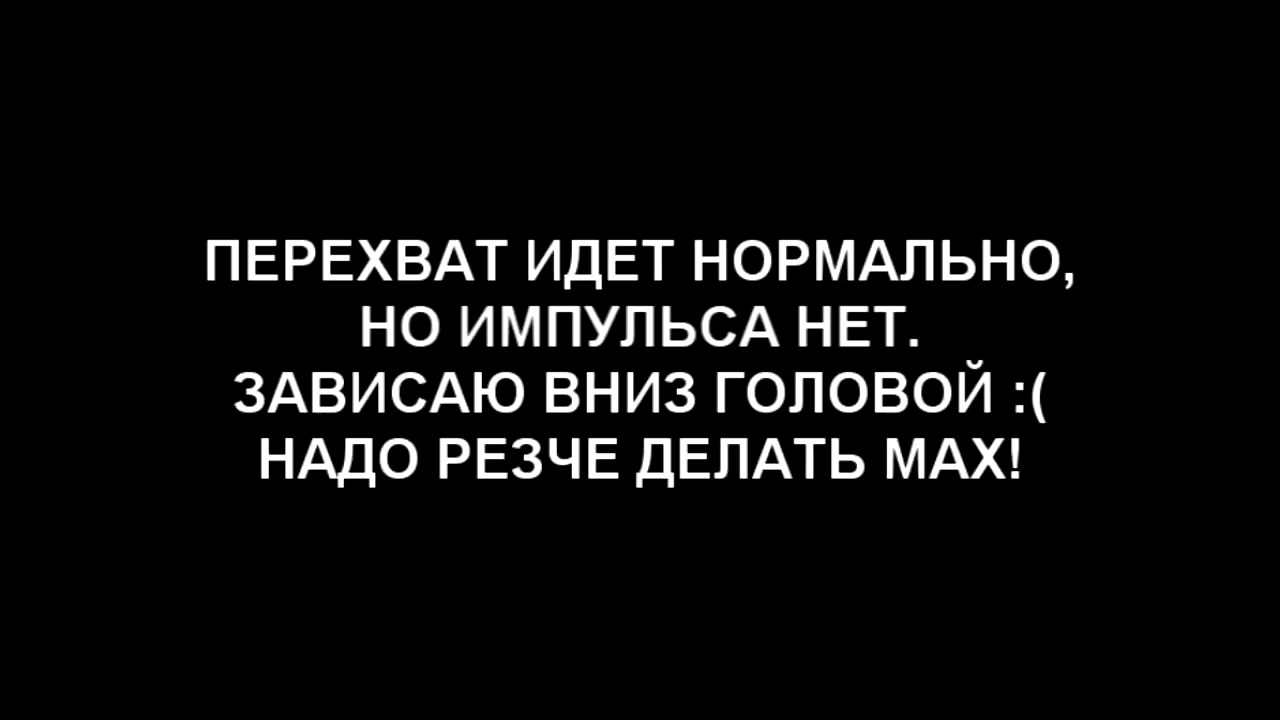 ПЕРЕХВАТ ИДЕТ НОРМАЛЬНО,
НО ИМПУЛЬСА НЕТ.
ЗАВИСАЮ ВНИЗ ГОЛОВОЙ :(
НАДО РЕЗЧЕ ДЕЛАТЬ МАХ!